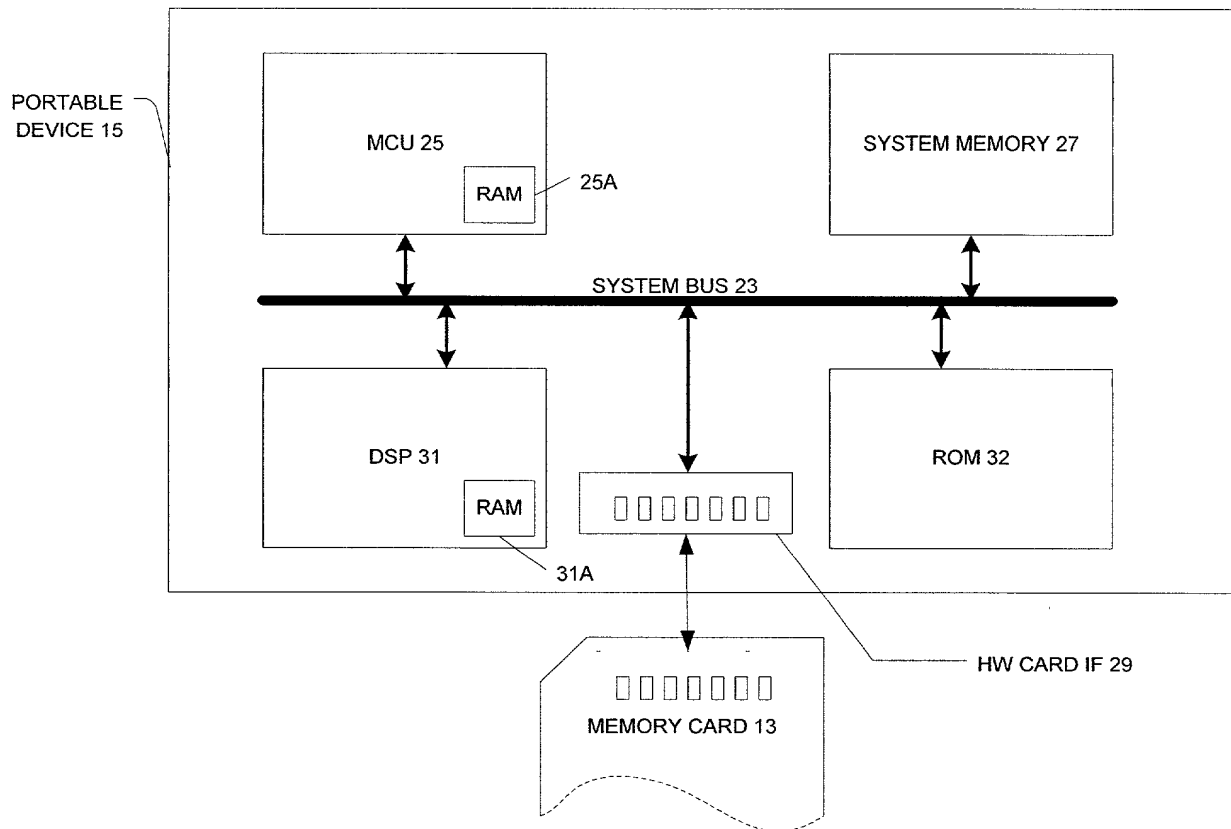 PORTABLE
DEVICE 15
MCU 25
RAM
25A
SYSTEM MEMORY 27
SYSTEM BUS 23
DSP 31
RAM
31A
ROM 32
HW CARD IF 29
MEMORY CARD 13